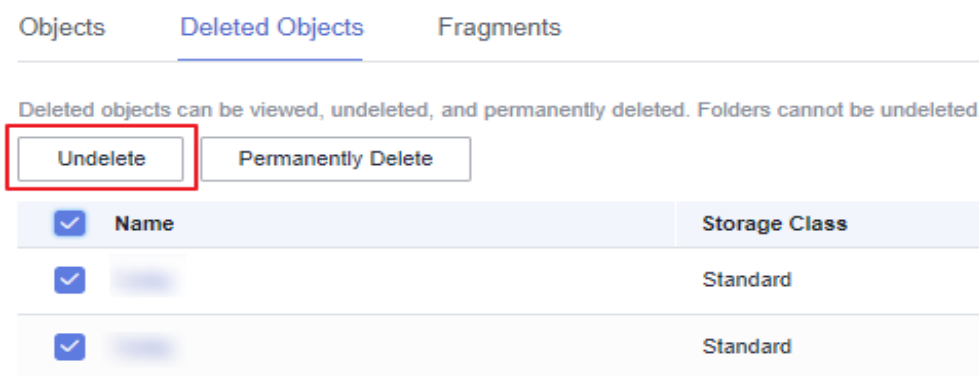 Objects Deleted Objects Fragments
Deleted objects can be viewed, undeleted, and permanently deleted. Folders cannot be undeleted
Undelete Permanently Delete
Name Storage Class
Standard
Standard